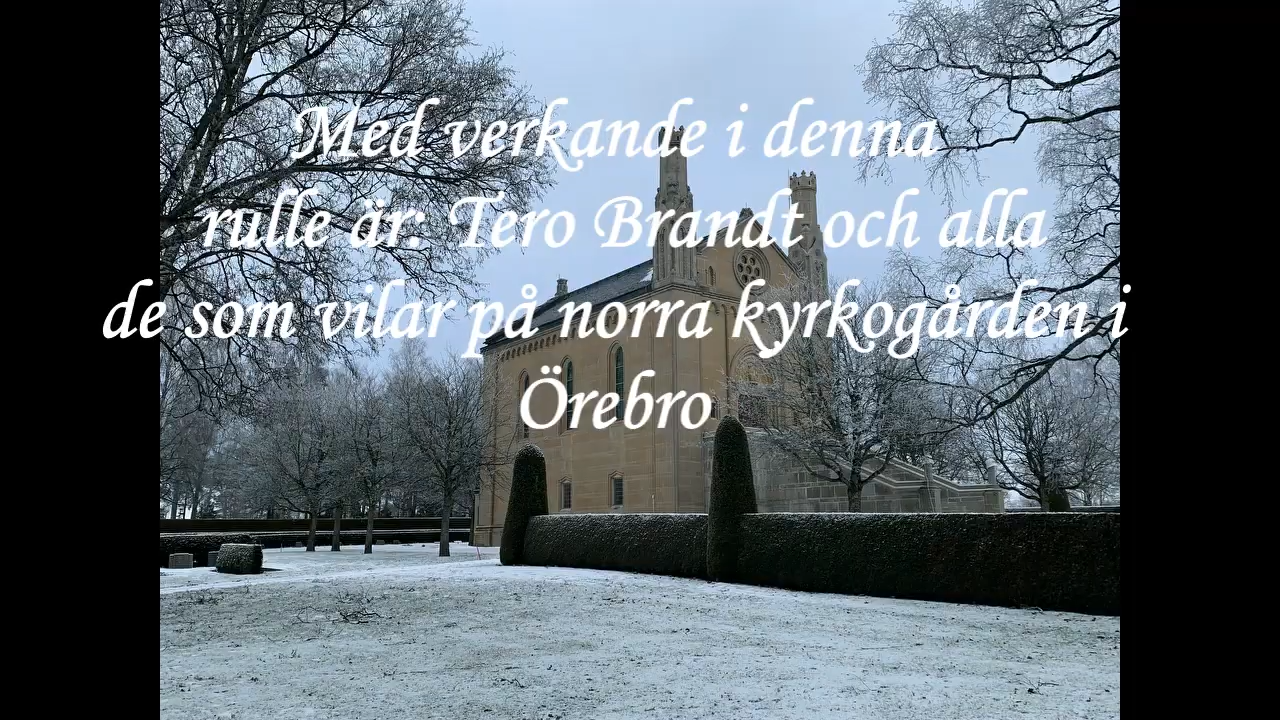 Med verkande i denna
rulle är: Tero Brandt och alla
de som vilar på norra kyrkogården i
Örebro